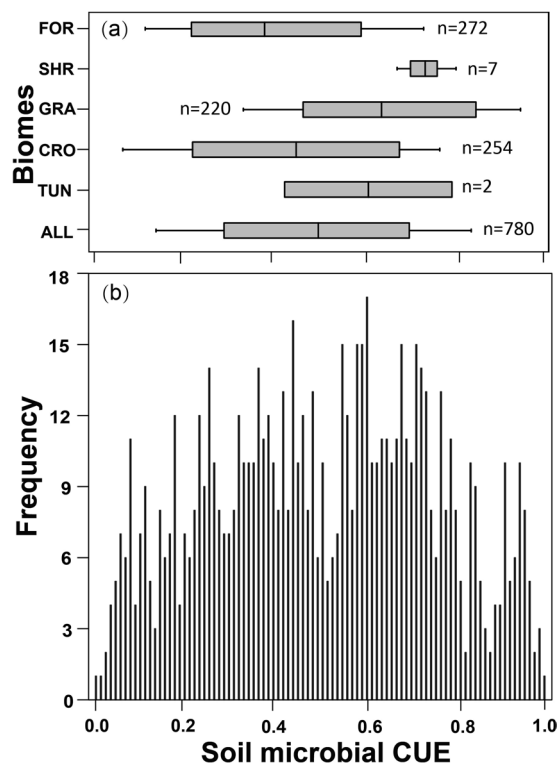 (a)
Biomes
FOR
n=272
SHR
n=7
GRA
n=220
CRO
n=254
TUN
n=2
ALL
n=780
(b)
Frequency
18
15
12
9
6
3
0
0.0 0.2 0.4 0.6 0.8 1.0
Soil microbial CUE